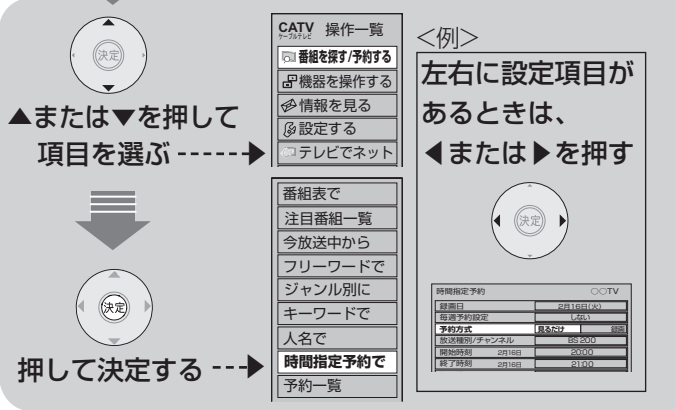 決定
▲または▼を押して
項目を選ぶ
CATV 操作一覧
ケーブルテレビ
番組を探す/予約する
機器を操作する
情報を見る
設定する
テレビでネット
決定
押して決定する
番組表で
注目番組一覧
今放送中から
フリーワードで
ジャンル別に
キーワードで
人名で
時間指定予約で
予約一覧
<例>
左右に設定項目が
あるときは、
◀または▶を押す
決定
時間指定予約 ○○TV
録画日 2月16日(火)
毎週予約設定 しない
予約方式 見るだけ 録画
放送種別/チャンネル BS 200
開始時刻 2月16日 20:00
終了時刻 2月16日 21:00